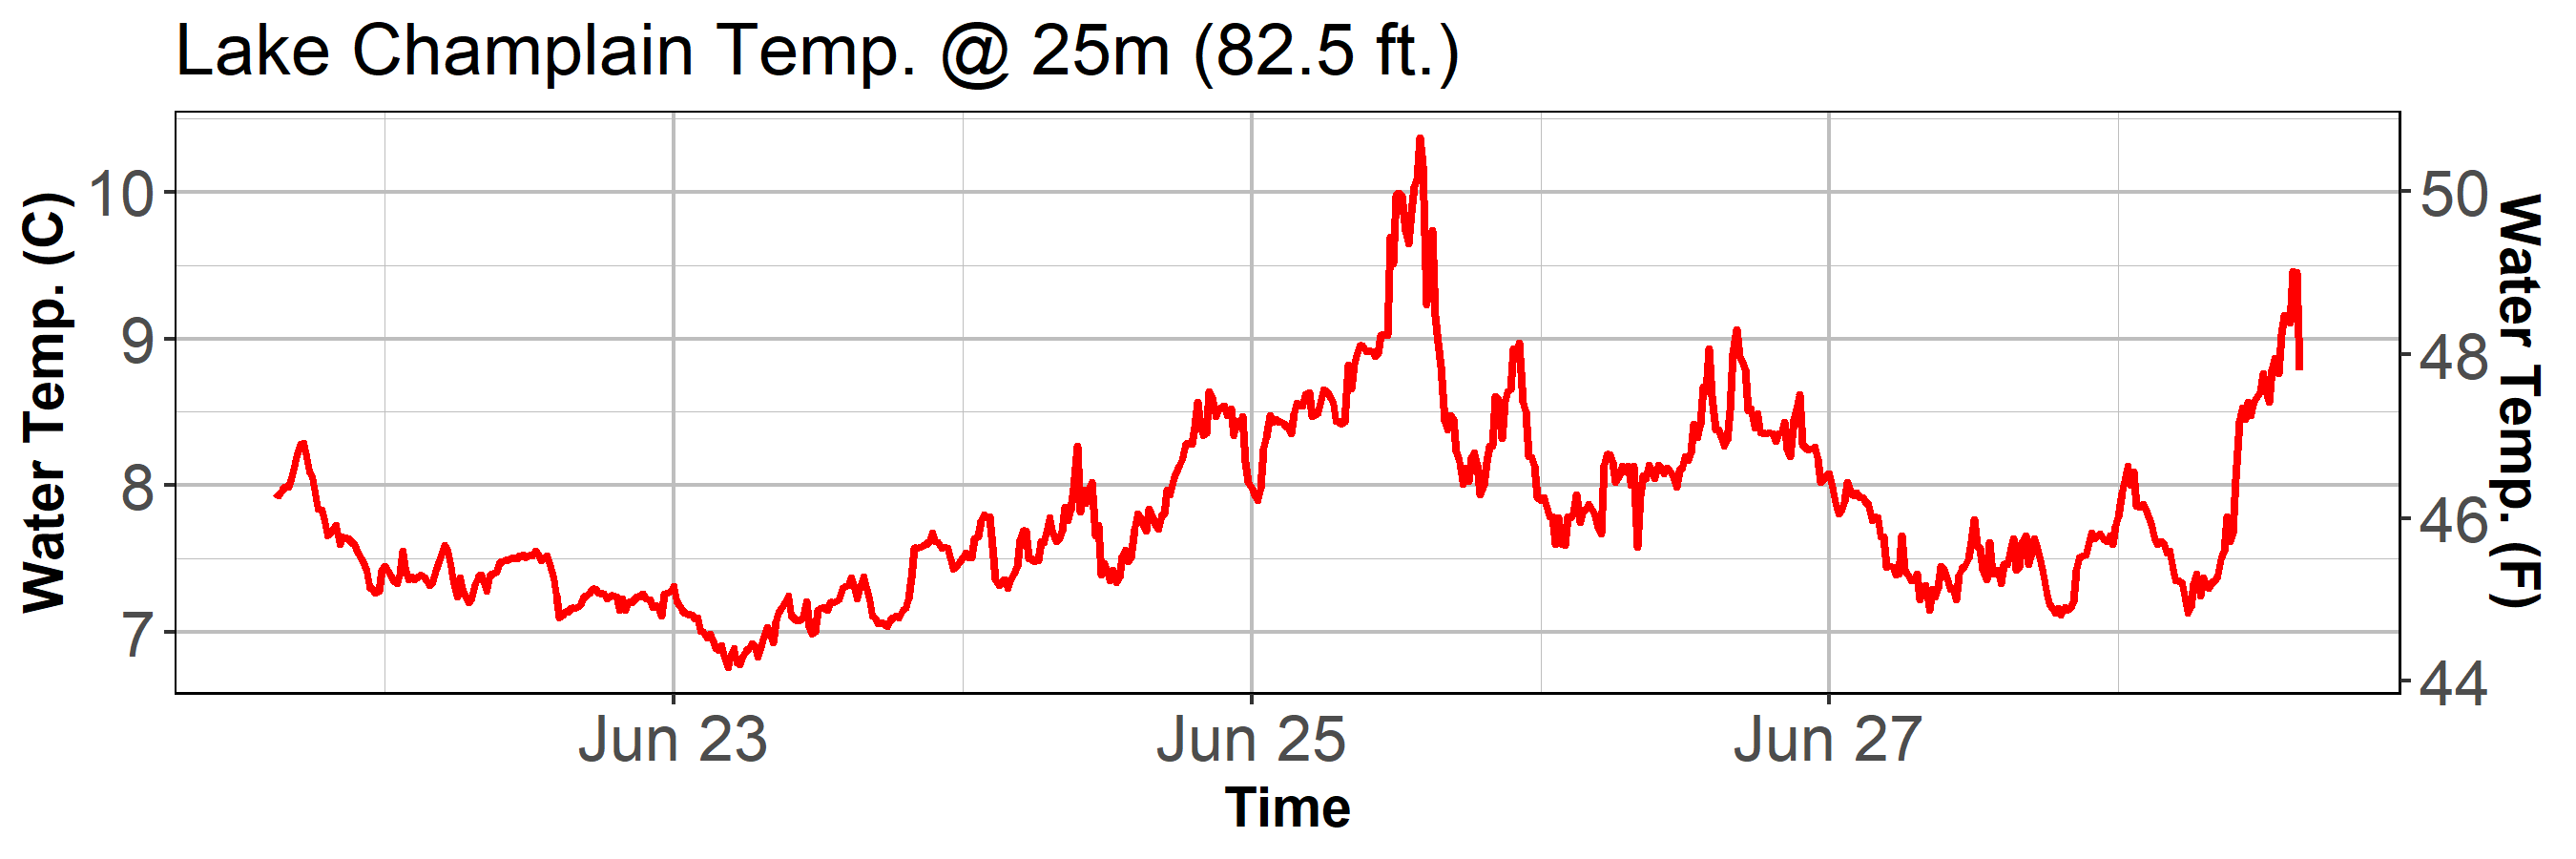 Lake Champlain Temp. @ 25m (82.5 ft.)
Water Temp. (C)
10
9
8
7
50
48
46
44
Water Temp. (F)
Jun 23
Jun 25
Jun 27
Time